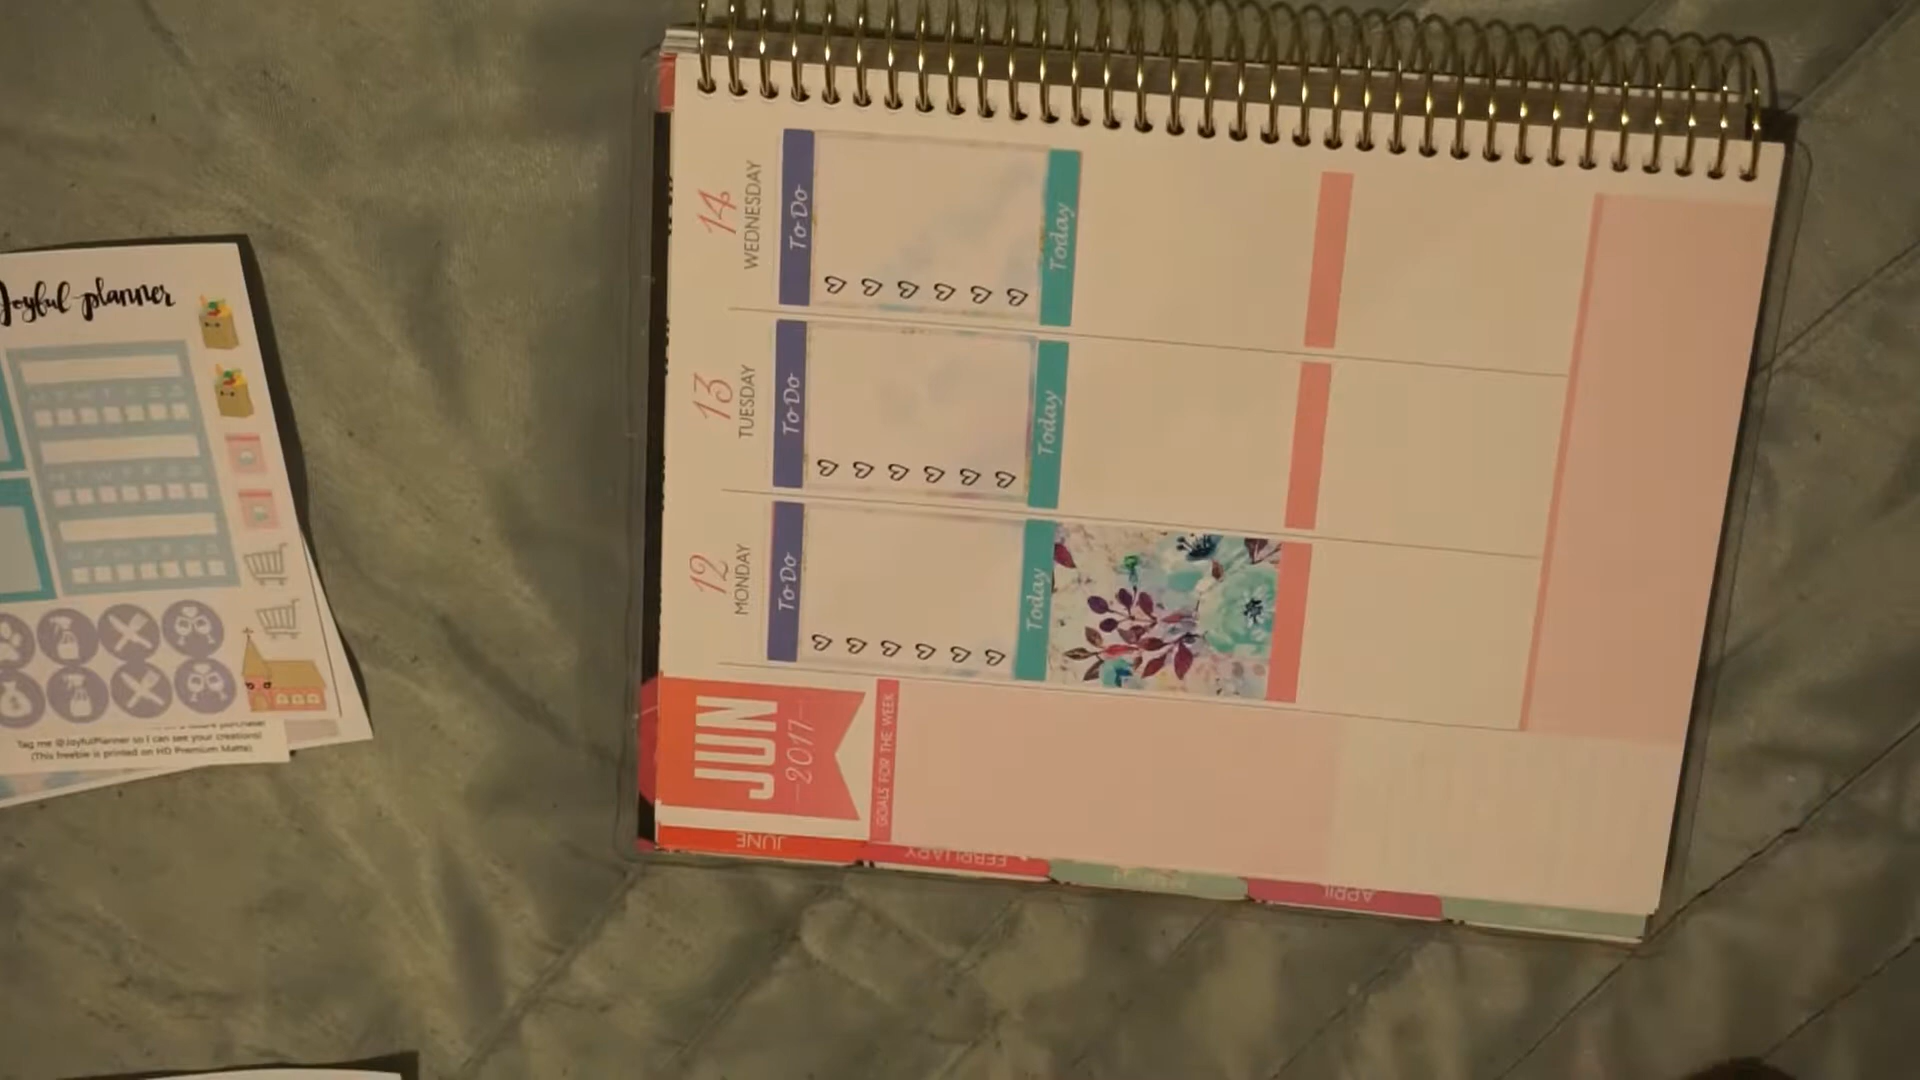 Joyful planner
Tag me @JoyfulPlanner so I can see your creations!
(This freebie is printed on HD Premium Matte)
JUN
2017
GOALS FOR THE WEEK
12
MONDAY
To Do
Today
13
TUESDAY
To Do
Today
14
WEDNESDAY
To Do
Today
JUNE
FEBRUARY
MARCH
APRIL